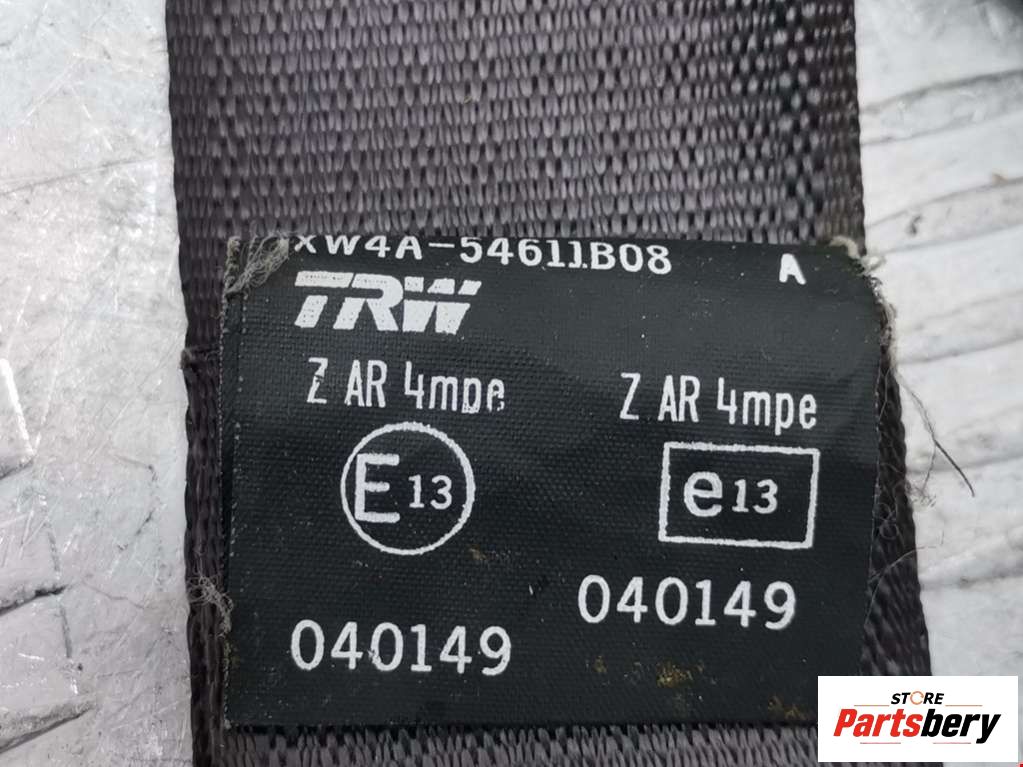 XW4A-54611B08 A
TRW
Z AR 4mpe Z AR 4mpe
E13 e13
040149 040149
STORE
Partsbery